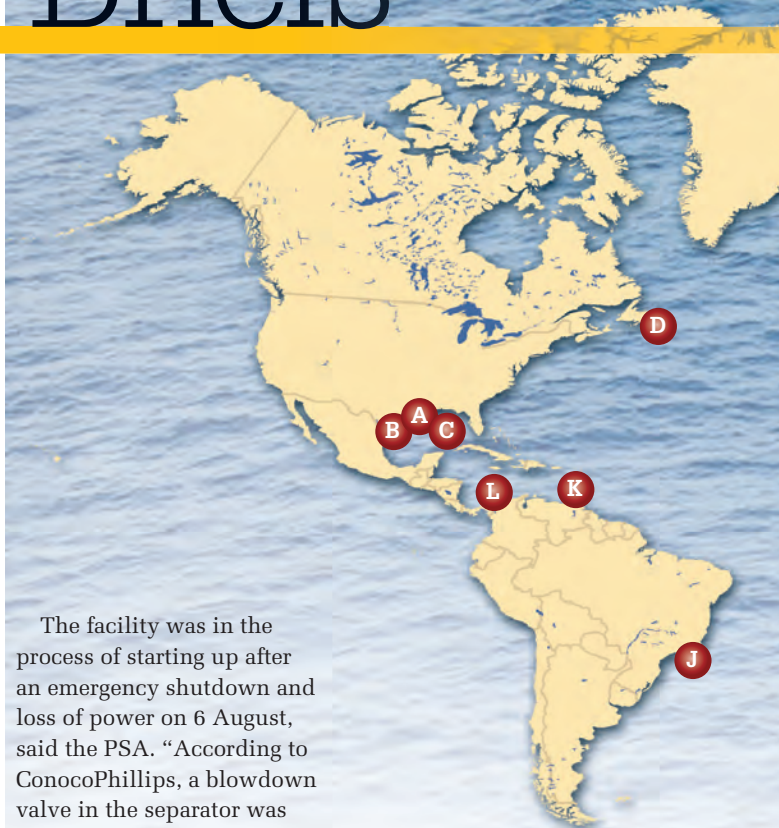 Briefs
D
A
B
C
L
K
J
The facility was in the
process of starting up after
an emergency shutdown and
loss of power on 6 August,
said the PSA. “According to
ConocoPhillips, a blowdown
valve in the separator was